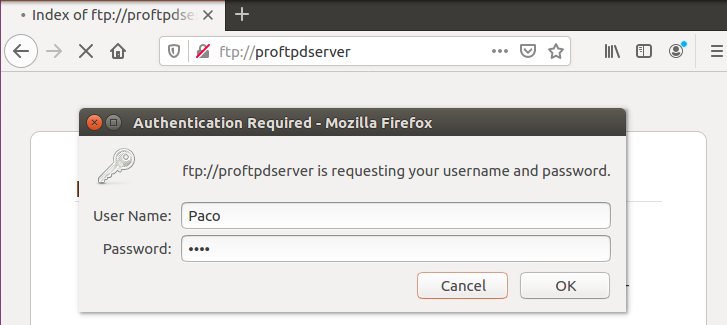 • Index of ftp://proftpdse
ftp://proftpdserver
Authentication Required - Mozilla Firefox
ftp://proftpdserver is requesting your username and password.
User Name: Paco
Password: ••••
Cancel OK